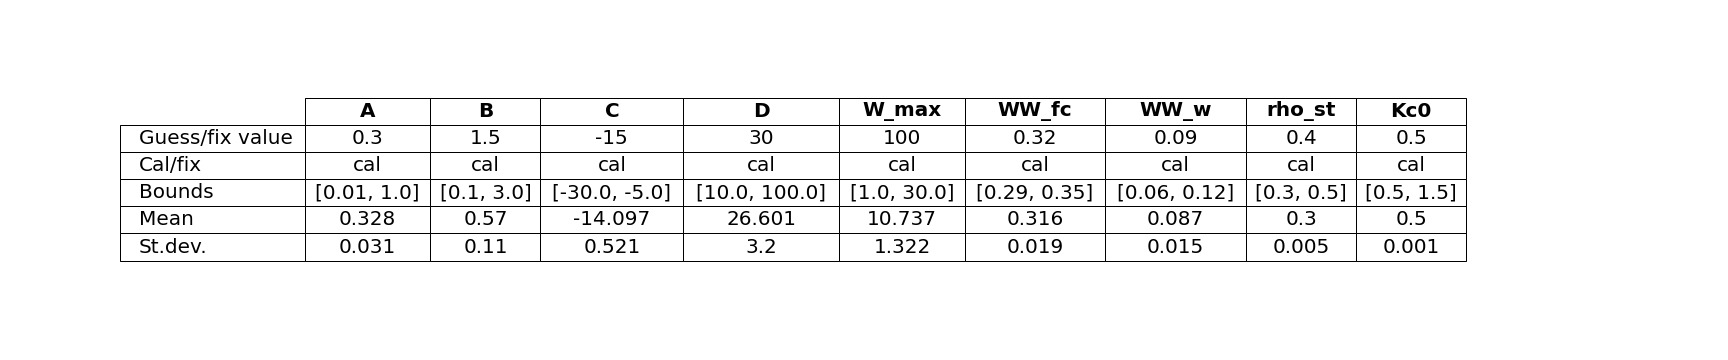 A B C D W_max WW_fc WW_w rho_st Kc0
Guess/fix value 0.3 1.5 -15 30 100 0.32 0.09 0.4 0.5
Cal/fix cal cal cal cal cal cal cal cal cal
Bounds [0.01, 1.0] [0.1, 3.0] [-30.0, -5.0] [10.0, 100.0] [1.0, 30.0] [0.29, 0.35] [0.06, 0.12] [0.3, 0.5] [0.5, 1.5]
Mean 0.328 0.57 -14.097 26.601 10.737 0.316 0.087 0.3 0.5
St.dev. 0.031 0.11 0.521 3.2 1.322 0.019 0.015 0.005 0.001